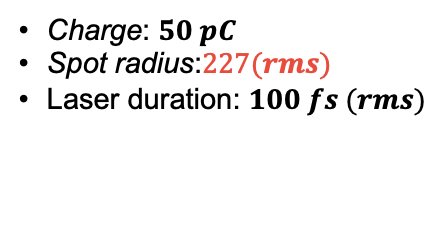 • Charge: 50 pC
• Spot radius:227(rms)
• Laser duration: 100 fs (rms)